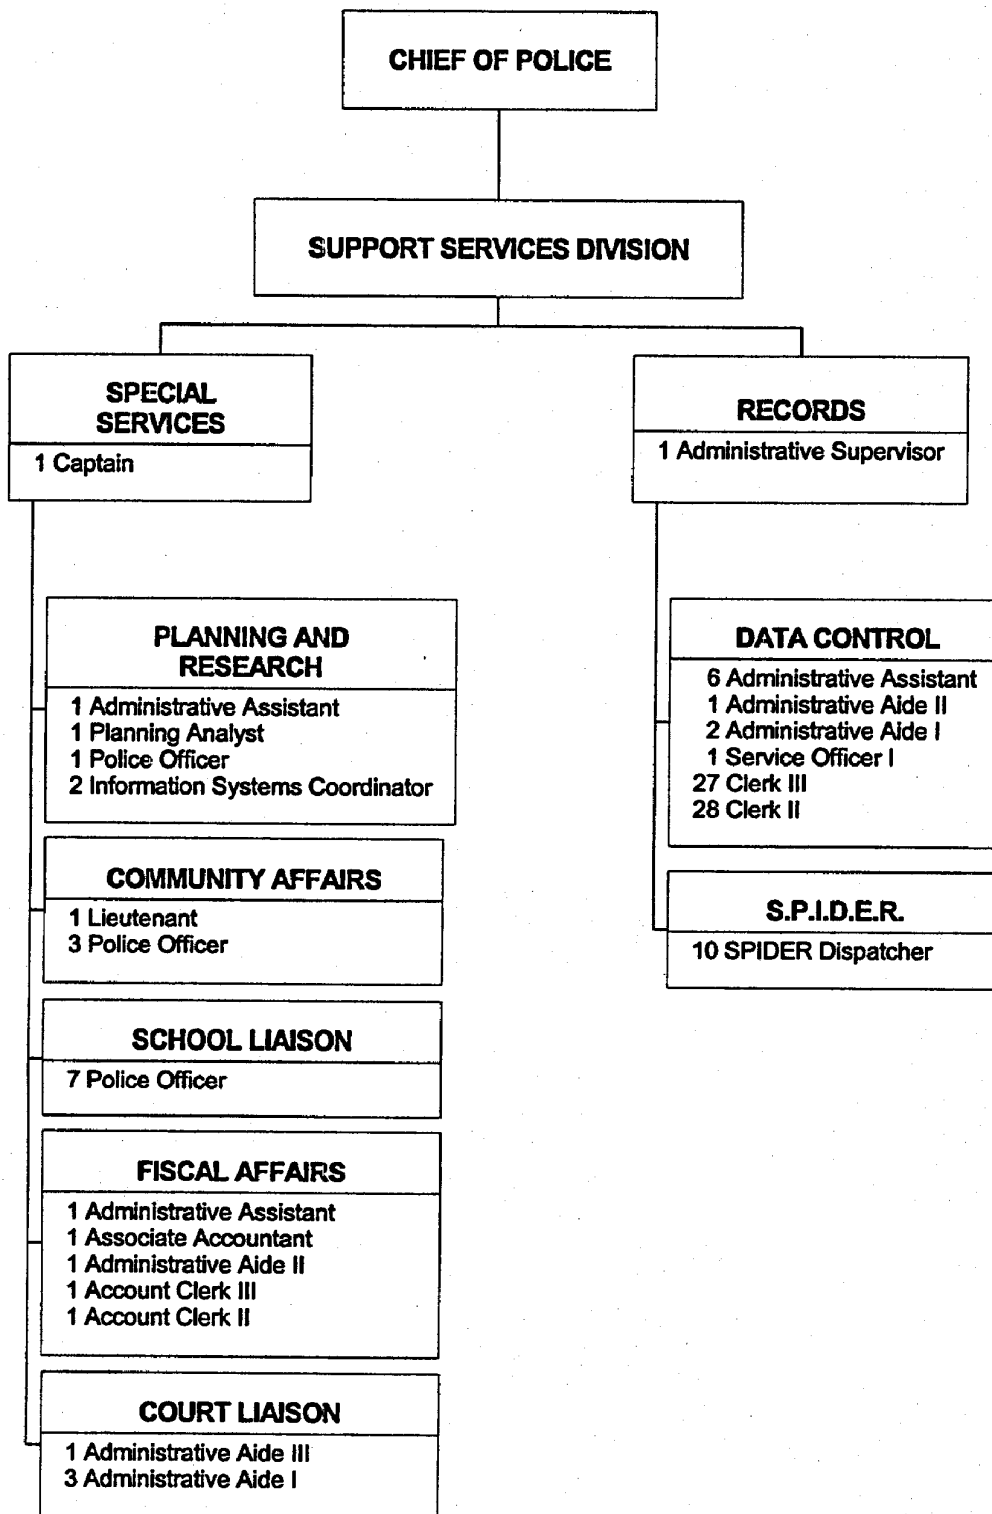 CHIEF OF POLICE
SUPPORT SERVICES DIVISION
SPECIAL
SERVICES
1 Captain
PLANNING AND
RESEARCH
1 Administrative Assistant
1 Planning Analyst
1 Police Officer
2 Information Systems Coordinator
COMMUNITY AFFAIRS
1 Lieutenant
3 Police Officer
SCHOOL LIAISON
7 Police Officer
FISCAL AFFAIRS
1 Administrative Assistant
1 Associate Accountant
1 Administrative Aide II
1 Account Clerk III
1 Account Clerk II
COURT LIAISON
1 Administrative Aide III
3 Administrative Aide I
RECORDS
1 Administrative Supervisor
DATA CONTROL
6 Administrative Assistant
1 Administrative Aide II
2 Administrative Aide I
1 Service Officer I
27 Clerk III
28 Clerk II
S.P.I.D.E.R.
10 SPIDER Dispatcher